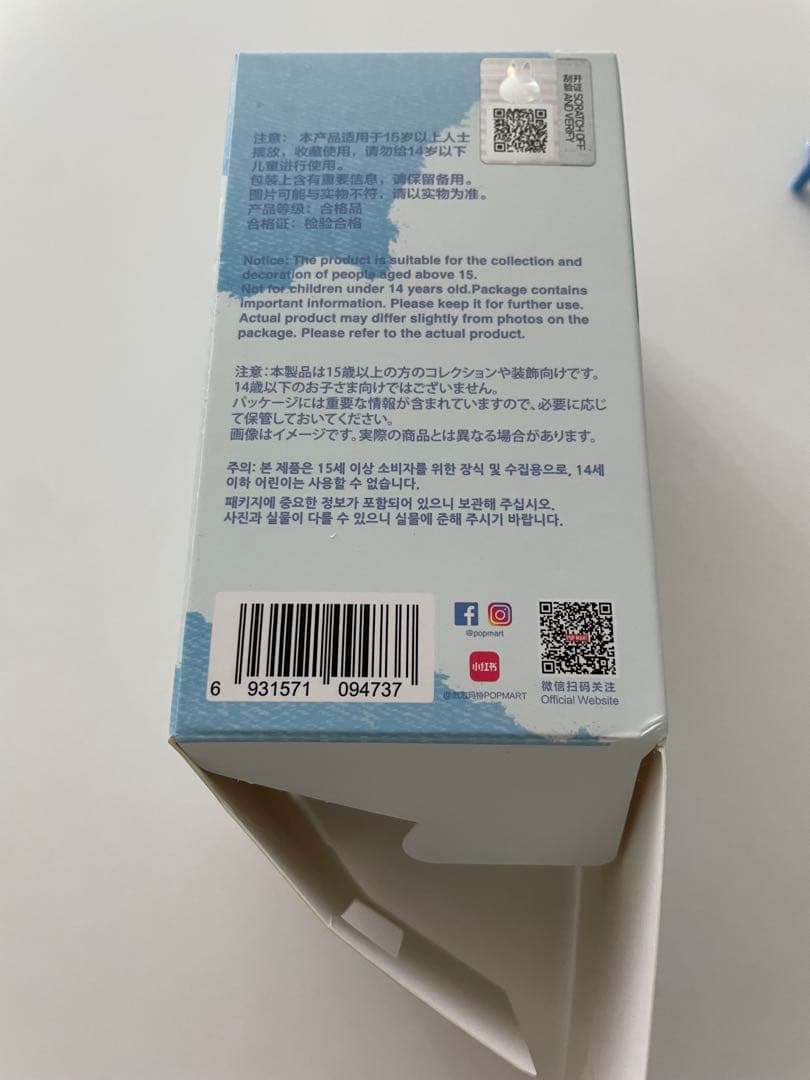 开证 SCRATCH OFF
刮验 AND VERIFY
注意： 本产品适用于15岁以上人士
摆放，收藏使用，请勿给14岁以下
儿童进行使用。
包装上含有重要信息，请保留备用。
图片可能与实物不符，请以实物为准。
产品等级：合格品
合格证：检验合格
Notice: The product is suitable for the collection and
decoration of people aged above 15.
Not for children under 14 years old.Package contains
important information. Please keep it for further use.
Actual product may differ slightly from photos on the
package. Please refer to the actual product.
注意：本製品は15歳以上の方のコレクションや装飾向けです。
14歳以下のお子さま向けではございません。
パッケージには重要な情報が含まれていますので、必要に応じ
て保管しておいてください。
画像はイメージです。実際の商品とは異なる場合があります。
주의: 본 제품은 15세 이상 소비자를 위한 장식 및 수집용으로, 14세
이하 어린이는 사용할 수 없습니다.
패키지에 중요한 정보가 포함되어 있으니 보관해 주십시오.
사진과 실물이 다를 수 있으니 실물에 준해 주시기 바랍니다.
@popmart
小红书
@泡泡玛特POPMART
POP MART
微信扫码关注
Official Website
6 931571 094737